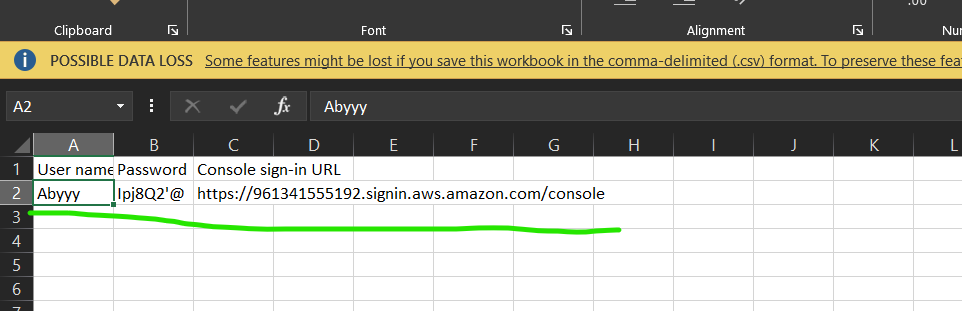 .00
Clipboard
Font
Alignment
POSSIBLE DATA LOSS Some features might be lost if you save this workbook in the comma-delimited (.csv) format. To preserve these
A2
fx
Abyyy
A B C D E F G H I J K L
1 User name Password Console sign-in URL
2 Abyyy Ipj8Q2'@ https://961341555192.signin.aws.amazon.com/console
3
4
5
6